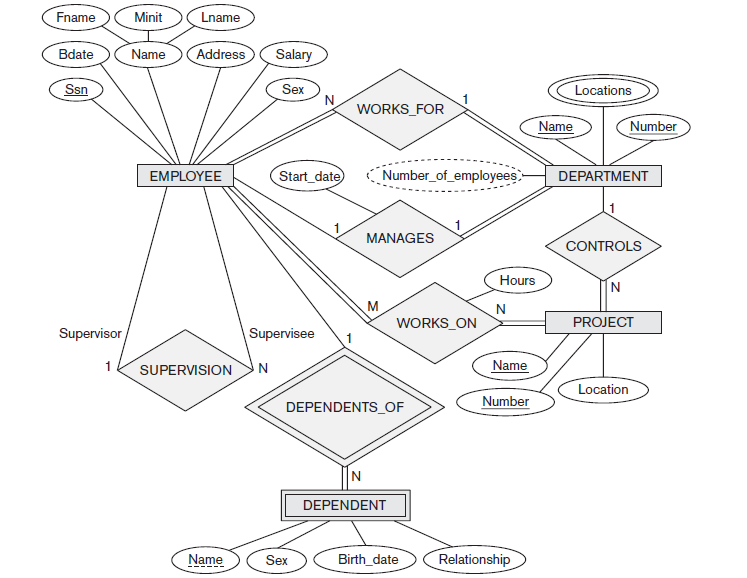 Fname
Minit
Lname
Bdate
Name
Address
Salary
Ssn
Sex
N
WORKS_FOR
1
Locations
Name
Number
EMPLOYEE
Start_date
Number_of_employees
DEPARTMENT
1
MANAGES
1
1
CONTROLS
N
Hours
M
WORKS_ON
N
PROJECT
Supervisor
Supervisee
1
1
SUPERVISION
N
Name
Number
Location
DEPENDENTS_OF
N
DEPENDENT
Name
Sex
Birth_date
Relationship